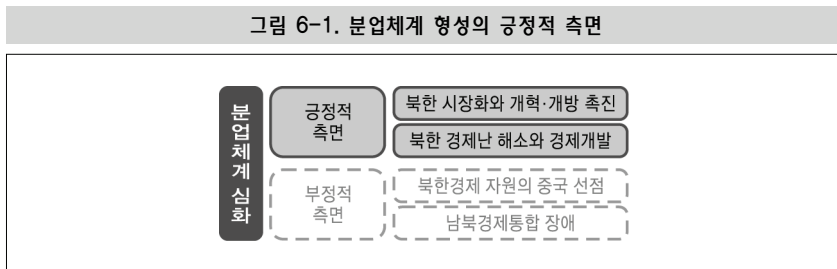 그림 6-1. 분업체계 형성의 긍정적 측면
분업체계 심화
긍정적
측면
북한 시장화와 개혁·개방 촉진
북한 경제난 해소와 경제개발
부정적
측면
북한경제 자원의 중국 선점
남북경제통합 장애